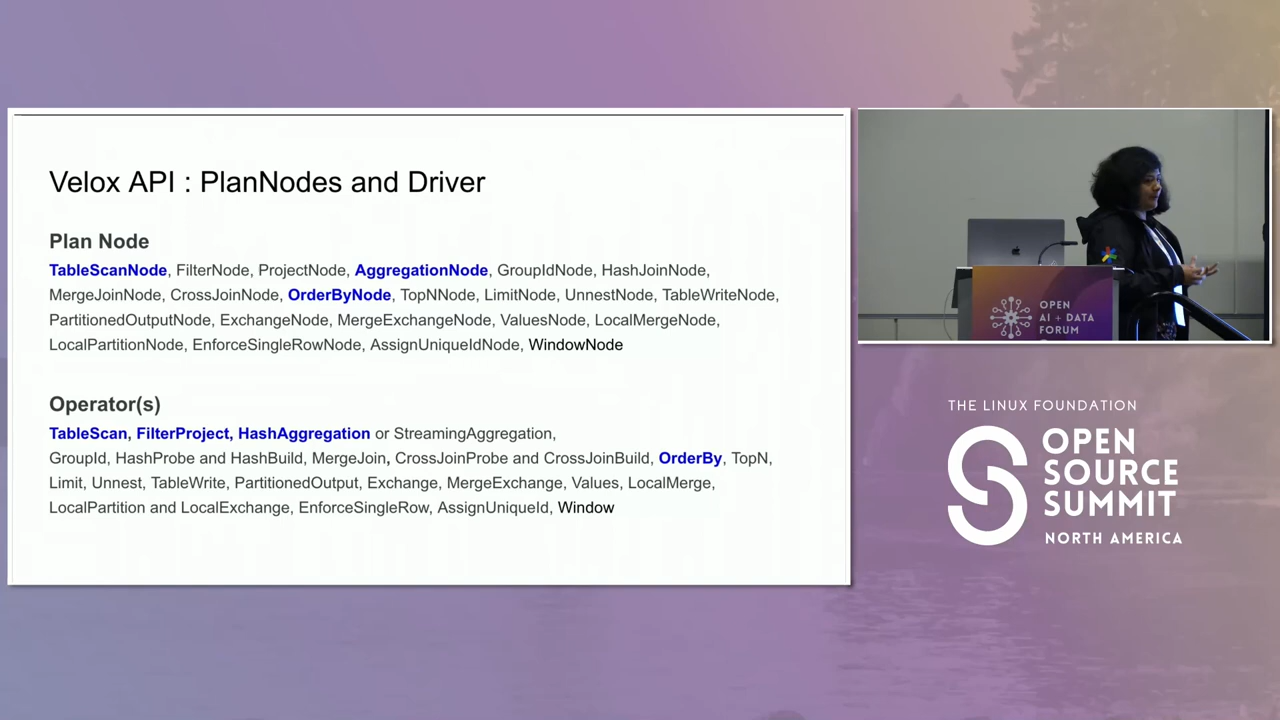 Velox API : PlanNodes and Driver
Plan Node
TableScanNode, FilterNode, ProjectNode, AggregationNode, GroupIdNode, HashJoinNode,
MergeJoinNode, CrossJoinNode, OrderByNode, TopNNode, LimitNode, UnnestNode, TableWriteNode,
PartitionedOutputNode, ExchangeNode, MergeExchangeNode, ValuesNode, LocalMergeNode,
LocalPartitionNode, EnforceSingleRowNode, AssignUniqueIdNode, WindowNode
Operator(s)
TableScan, FilterProject, HashAggregation or StreamingAggregation,
GroupId, HashProbe and HashBuild, MergeJoin, CrossJoinProbe and CrossJoinBuild, OrderBy, TopN,
Limit, Unnest, TableWrite, PartitionedOutput, Exchange, MergeExchange, Values, LocalMerge,
LocalPartition and LocalExchange, EnforceSingleRow, AssignUniqueId, Window
OPEN
AI + DATA
FORUM
THE LINUX FOUNDATION
OPEN
SOURCE
SUMMIT
NORTH AMERICA